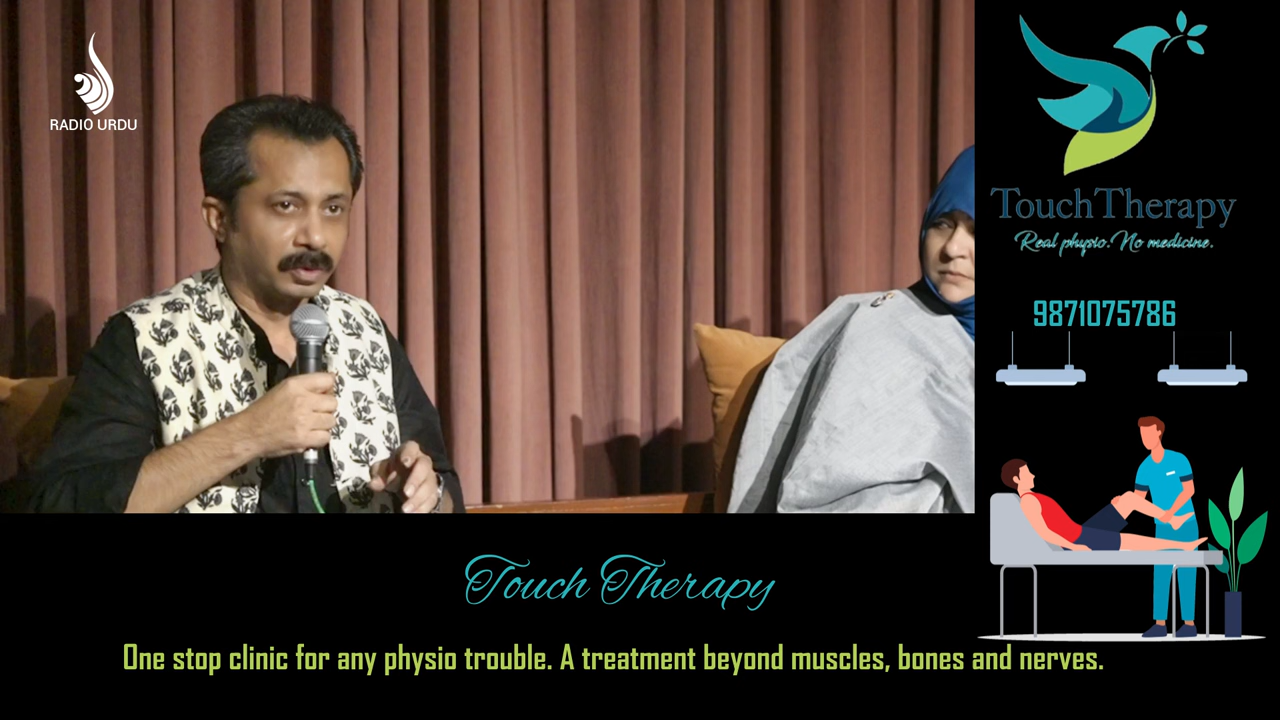 RADIO URDU
TouchTherapy
Real physio. No medicine.
9871075786
Touch Therapy
One stop clinic for any physio trouble. A treatment beyond muscles, bones and nerves.